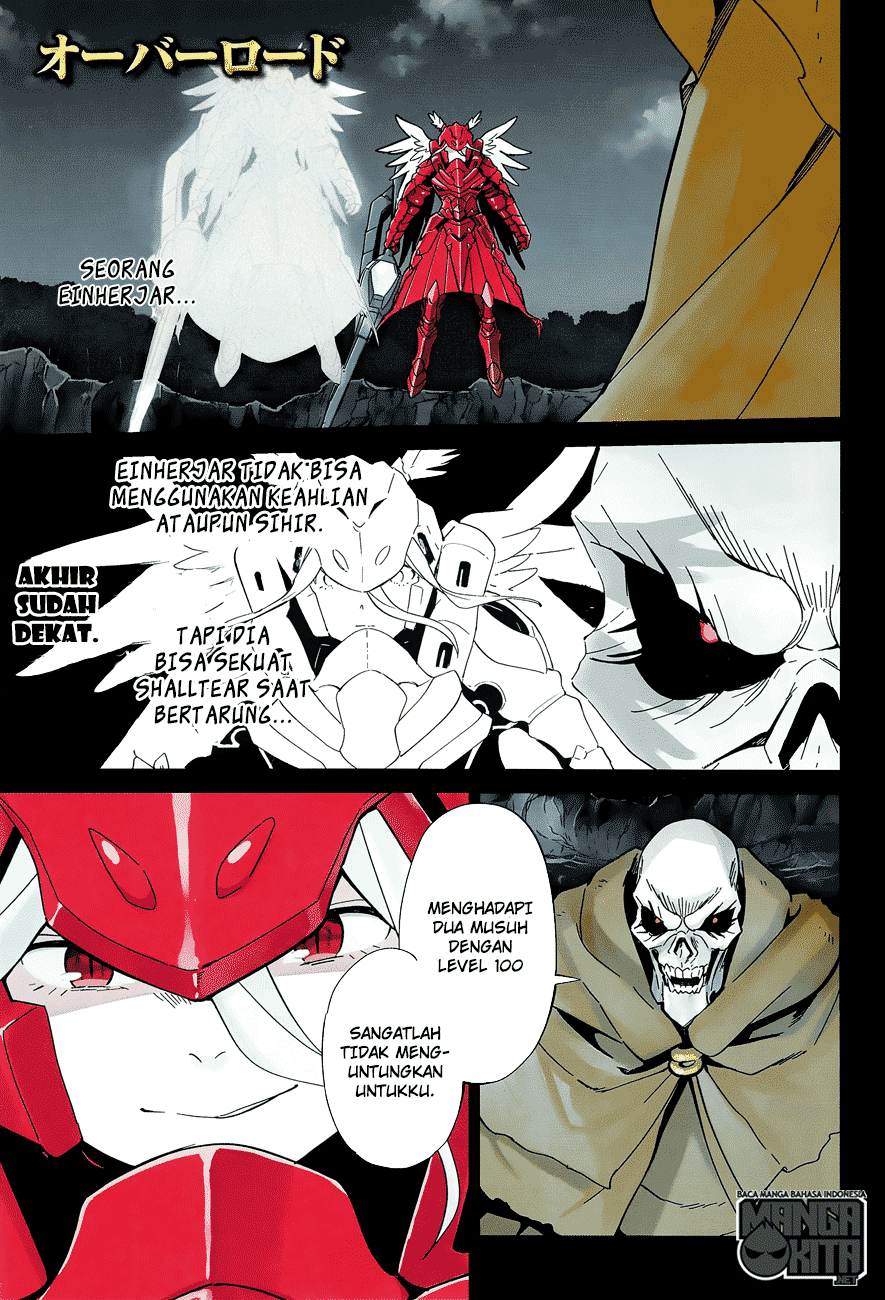 オーバーロード
SEORANG
EINHERJAR...
EINHERJAR TIDAK BISA
MENGGUNAKAN KEAHLIAN
ATAUPUN SIHIR.
AKHIR
SUDAH
DEKAT.
TAPI DIA
BISA SEKUAT
SHALLTEAR SAAT
BERTARUNG...
MENGHADAPI
DUA MUSUH
DENGAN
LEVEL 100
SANGATLAH
TIDAK MENG-
UNTUNGKAN
UNTUKKU.
BACA MANGA BAHASA INDONESIA
MANGA
KITA
.NET